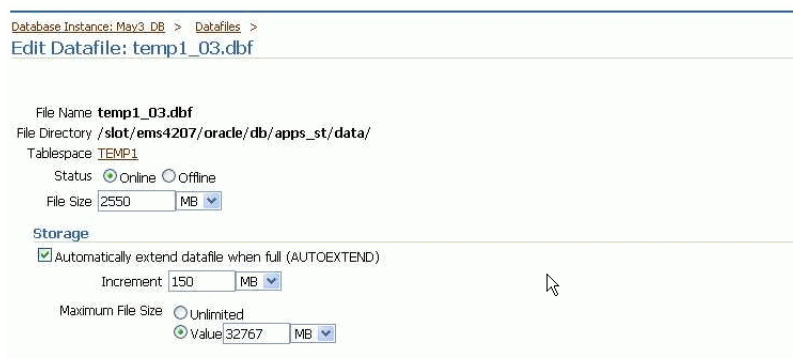 Database Instance: May3_DB > Datafiles >
Edit Datafile: temp1_03.dbf
File Name temp1_03.dbf
File Directory /slot/ems4207/oracle/db/apps_st/data/
Tablespace TEMP1
Status Online Offline
File Size 2550 MB
Storage
Automatically extend datafile when full (AUTOEXTEND)
Increment 150 MB
Maximum File Size Unlimited
Value 32767 MB